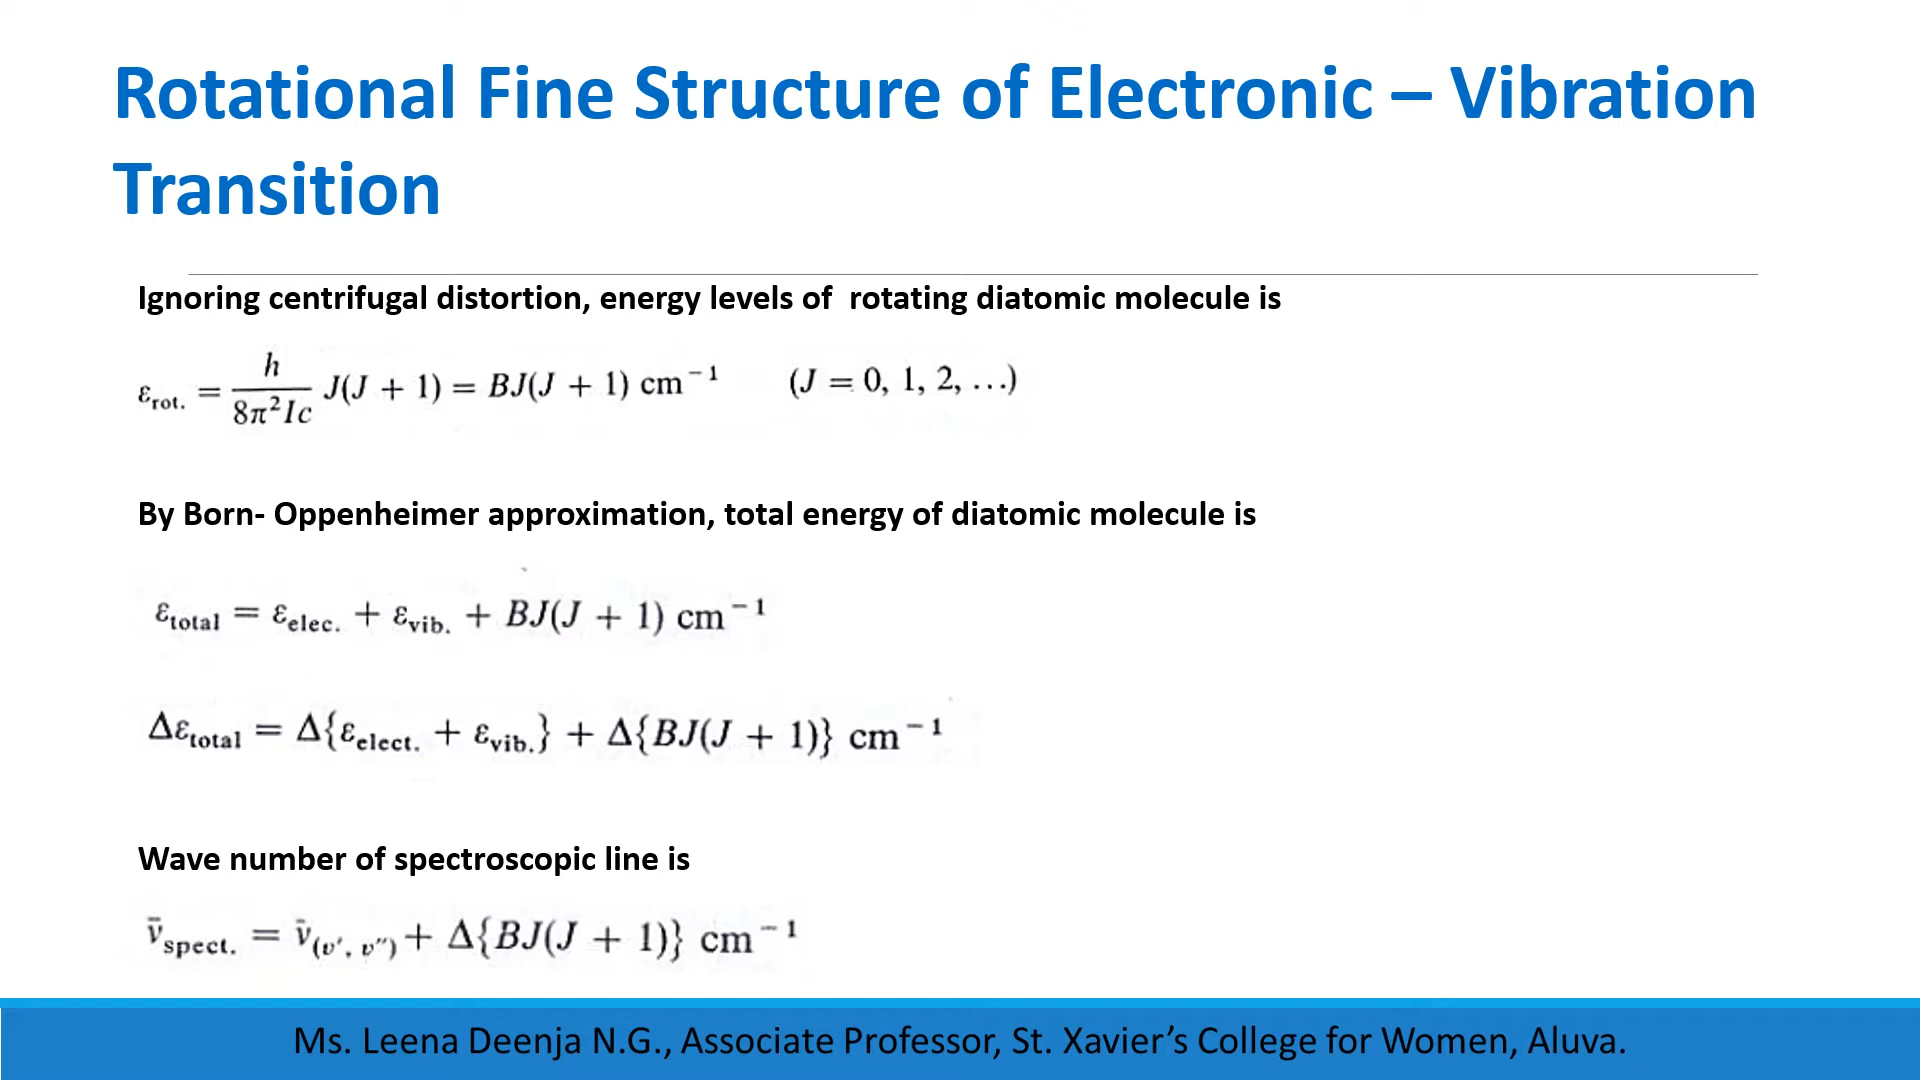 Rotational Fine Structure of Electronic – Vibration
Transition
Ignoring centrifugal distortion, energy levels of rotating diatomic molecule is
ε_rot. = h / 8π²Ic J(J + 1) = BJ(J + 1) cm⁻¹ (J = 0, 1, 2, …)
By Born- Oppenheimer approximation, total energy of diatomic molecule is
ε_total = ε_elec. + ε_vib. + BJ(J + 1) cm⁻¹
Δε_total = Δ{ε_elect. + ε_vib.} + Δ{BJ(J + 1)} cm⁻¹
Wave number of spectroscopic line is
ν̄_spect. = ν̄_(v′, v″) + Δ{BJ(J + 1)} cm⁻¹
Ms. Leena Deenja N.G., Associate Professor, St. Xavier’s College for Women, Aluva.